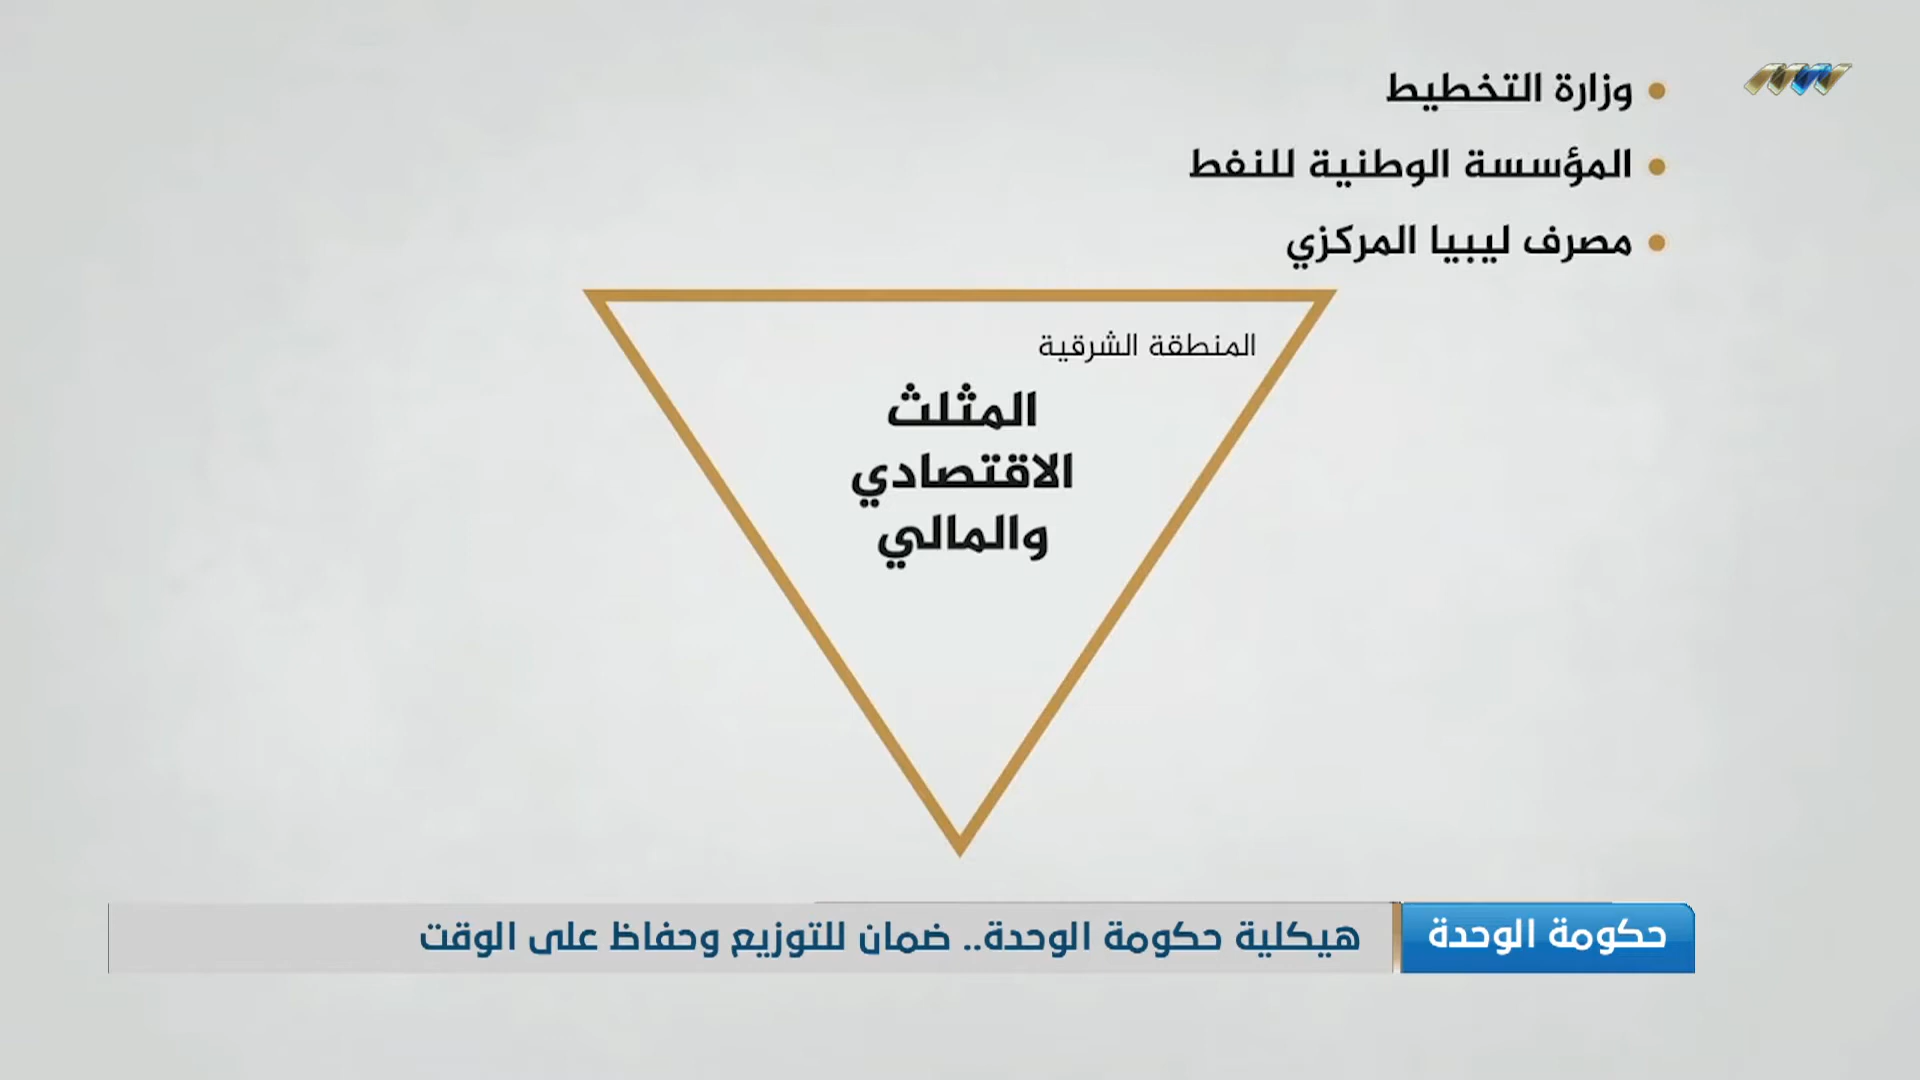 وزارة التخطيط
المؤسسة الوطنية للنفط
مصرف ليبيا المركزي
المنطقة الشرقية
المثلث
الاقتصادي
والمالي
حكومة الوحدة
هيكلية حكومة الوحدة.. ضمان للتوزيع وحفاظ على الوقت